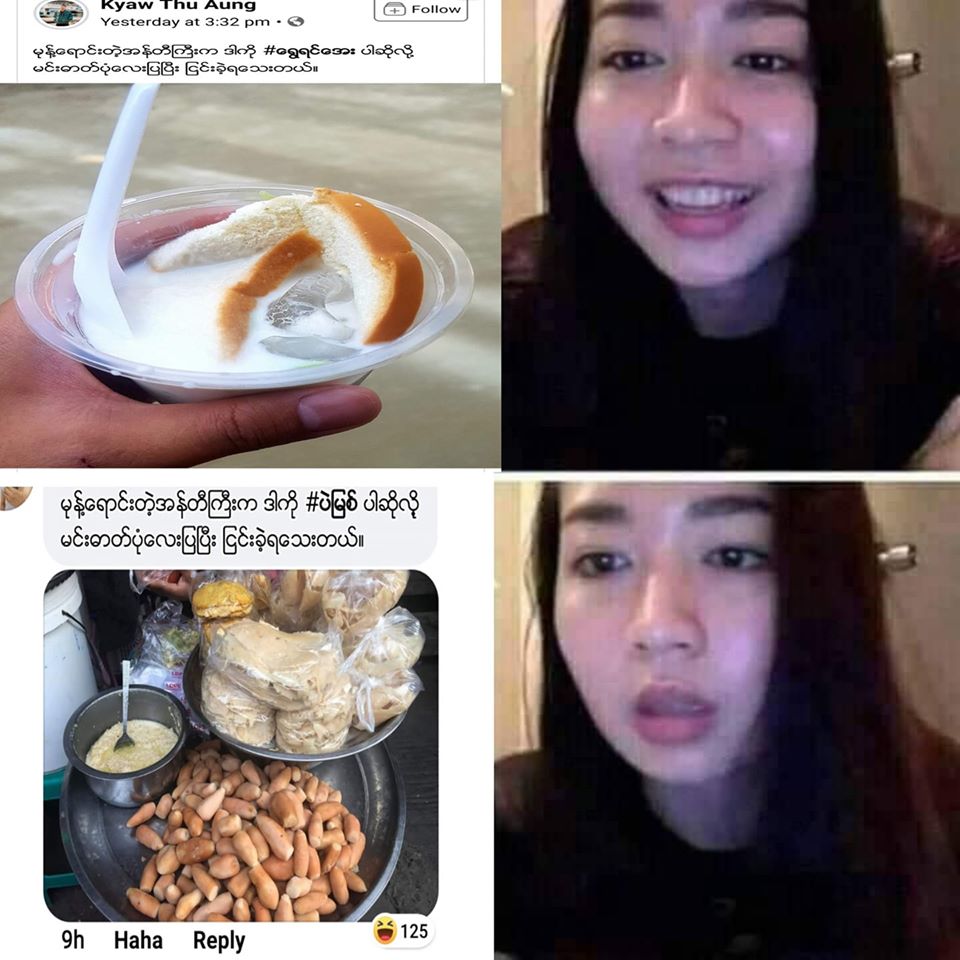 Kyaw Thu Aung
Yesterday at 3:32 pm ·
Follow
မုန့်ရောင်းတဲ့အန်တီကြီးက ဒါကို #ရွှေရင်အေး ပါဆိုလို့
မင်းဓာတ်ပုံလေးပြပြီး ငြင်းခဲ့ရသေးတယ်။
မုန့်ရောင်းတဲ့အန်တီကြီးက ဒါကို #ပဲမြစ် ပါဆိုလို့
မင်းဓာတ်ပုံလေးပြပြီး ငြင်းခဲ့ရသေးတယ်။
9h Haha Reply 125